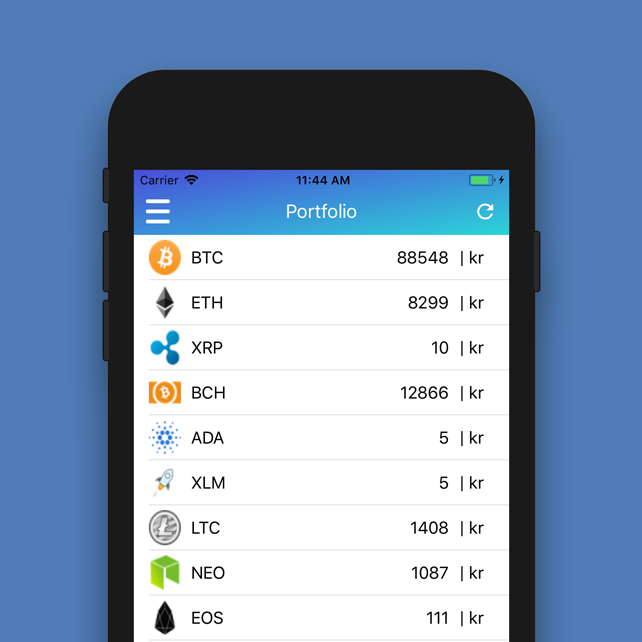 Carrier 11:44 AM
Portfolio
BTC 88548 | kr
ETH 8299 | kr
XRP 10 | kr
BCH 12866 | kr
ADA 5 | kr
XLM 5 | kr
LTC 1408 | kr
NEO 1087 | kr
EOS 111 | kr